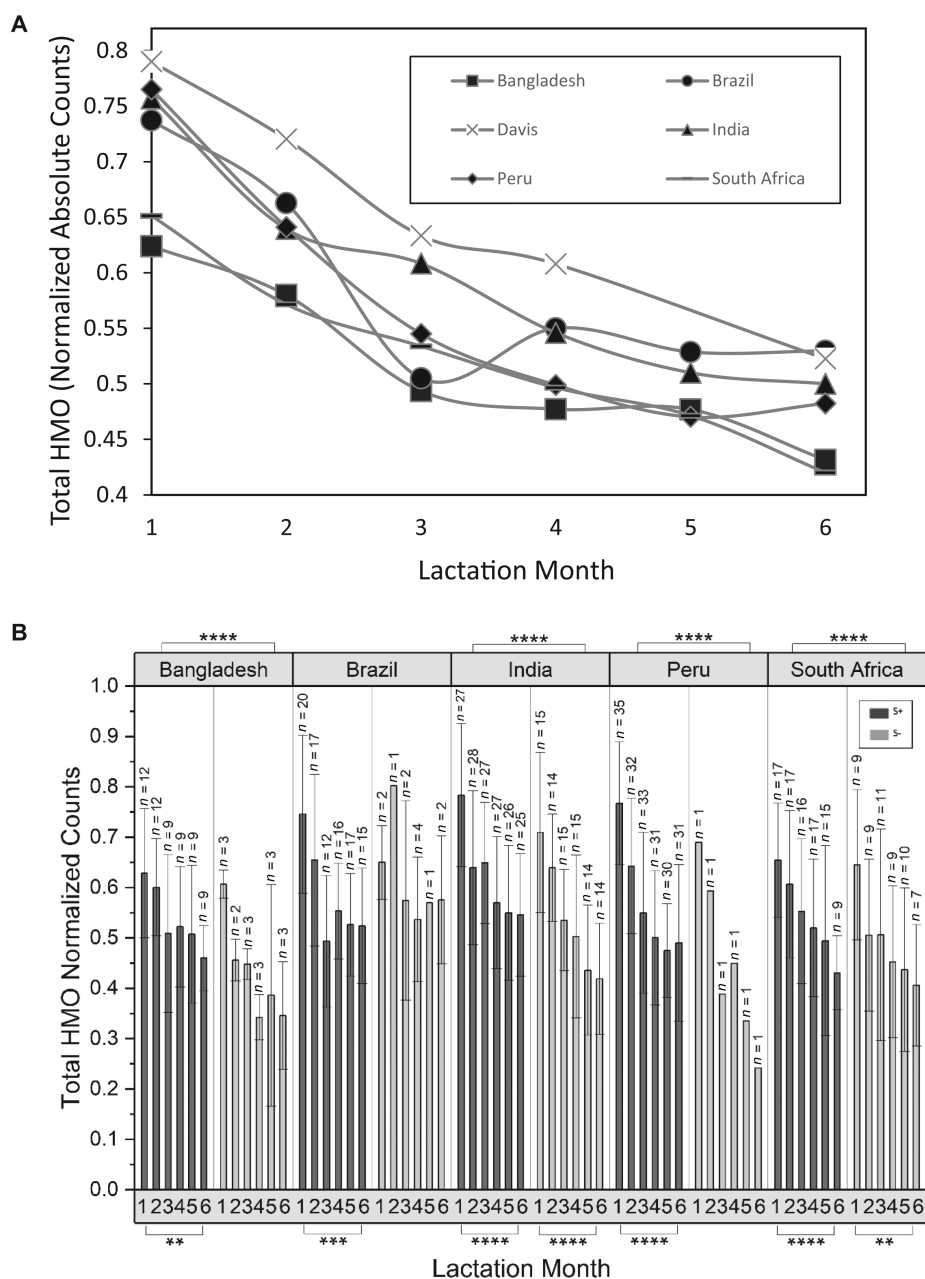 A
Total HMO (Normalized Absolute Counts)
0.8
0.75
0.7
0.65
0.6
0.55
0.5
0.45
0.4
Bangladesh
Brazil
Davis
India
Peru
South Africa
1 2 3 4 5 6
Lactation Month
B
**** **** **** ****
Bangladesh Brazil India Peru South Africa
Total HMO Normalized Counts
1.0
0.9
0.8
0.7
0.6
0.5
0.4
0.3
0.2
0.1
0.0
S+
S-
n = 12 n = 12 n = 9 n = 9 n = 9 n = 9 n = 3 n = 2 n = 3 n = 3 n = 3 n = 3
n = 20 n = 17 n = 12 n = 16 n = 17 n = 15 n = 2 n = 1 n = 2 n = 4 n = 1 n = 2
n = 27 n = 28 n = 27 n = 27 n = 26 n = 25 n = 15 n = 14 n = 15 n = 15 n = 14 n = 14
n = 35 n = 32 n = 33 n = 31 n = 30 n = 31 n = 1 n = 1 n = 1 n = 1 n = 1 n = 1
n = 17 n = 17 n = 16 n = 17 n = 15 n = 9 n = 9 n = 9 n = 11 n = 9 n = 10 n = 7
123456 123456 123456 123456 123456 123456 123456 123456 123456 123456
** *** **** **** **** **** **
Lactation Month